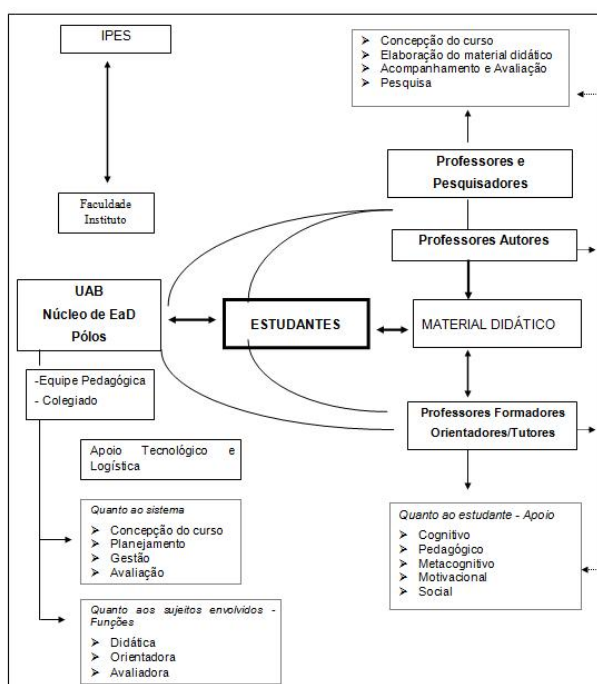 IPES
Concepção do curso
Elaboração do material didático
Acompanhamento e Avaliação
Pesquisa
Professores e
Pesquisadores
Faculdade
Instituto
Professores Autores
UAB
Núcleo de EaD
Pólos
ESTUDANTES
MATERIAL DIDÁTICO
-Equipe Pedagógica
- Colegiado
Professores Formadores
Orientadores/Tutores
Apoio Tecnológico e
Logística
Quanto ao sistema
Concepção do curso
Planejamento
Gestão
Avaliação
Quanto ao estudante - Apoio
Cognitivo
Pedagógico
Metacognitivo
Motivacional
Social
Quanto aos sujeitos envolvidos -
Funções
Didática
Orientadora
Avaliadora